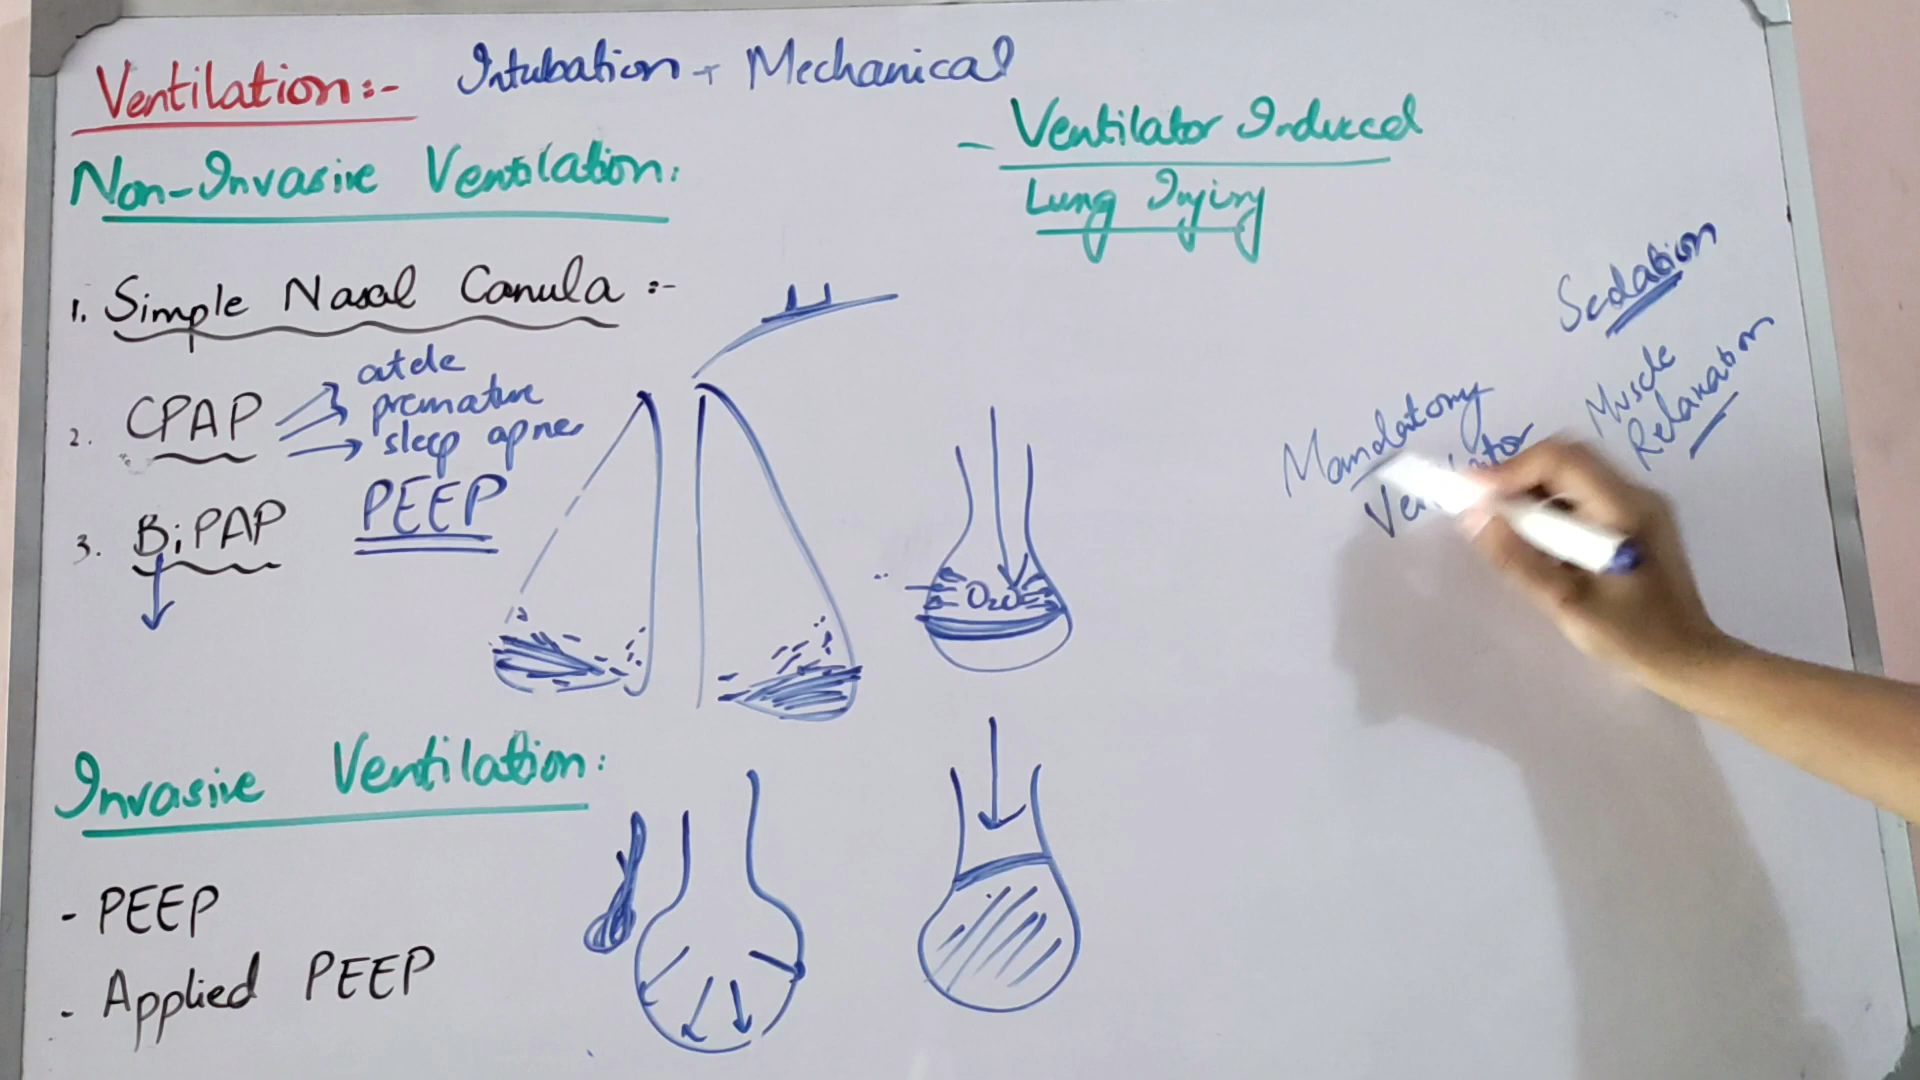 Ventilation:- Intubation + Mechanical
Non-Invasive Ventilation:
1. Simple Nasal Canula :-
2. CPAP
atele
premature
sleep apnea
3. BiPAP
PEEP
Invasive Ventilation:
- PEEP
- Applied PEEP
- Ventilator Induced
Lung Injury
Sedation
Muscle
Relaxation
Mandatory